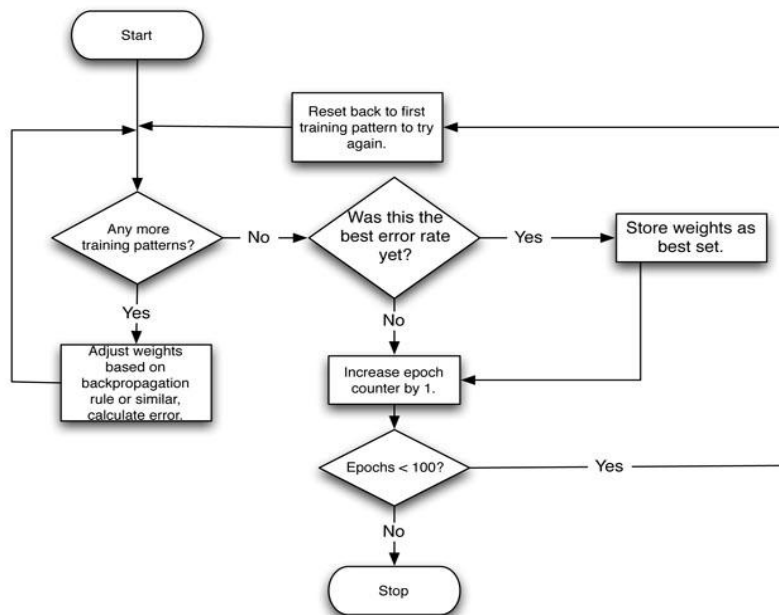 Start
Reset back to first
training pattern to try
again.
Any more
training patterns?
No
Was this the
best error rate
yet?
Yes
Store weights as
best set.
Yes
No
Adjust weights
based on
backpropagation
rule or similar,
calculate error.
Increase epoch
counter by 1.
Epochs < 100?
Yes
No
Stop